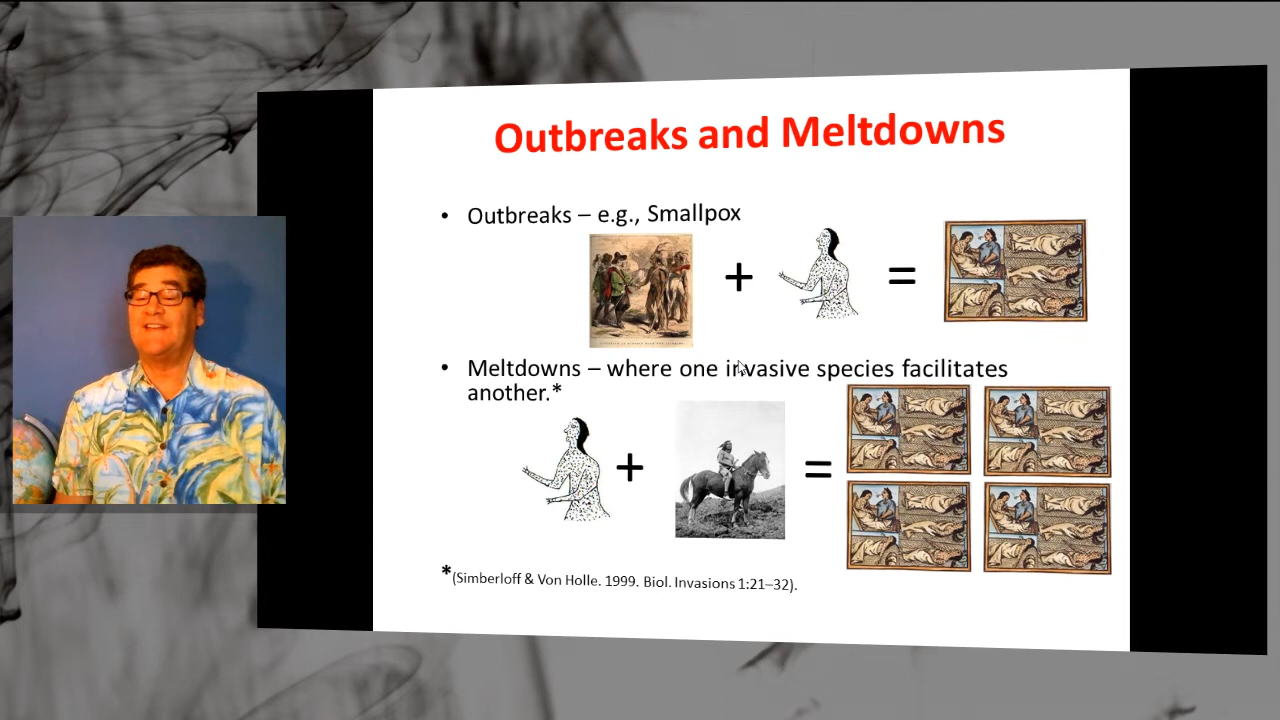 Outbreaks and Meltdowns
• Outbreaks – e.g., Smallpox
+
=
• Meltdowns – where one invasive species facilitates
another.*
+
=
*(Simberloff & Von Holle. 1999. Biol. Invasions 1:21–32).